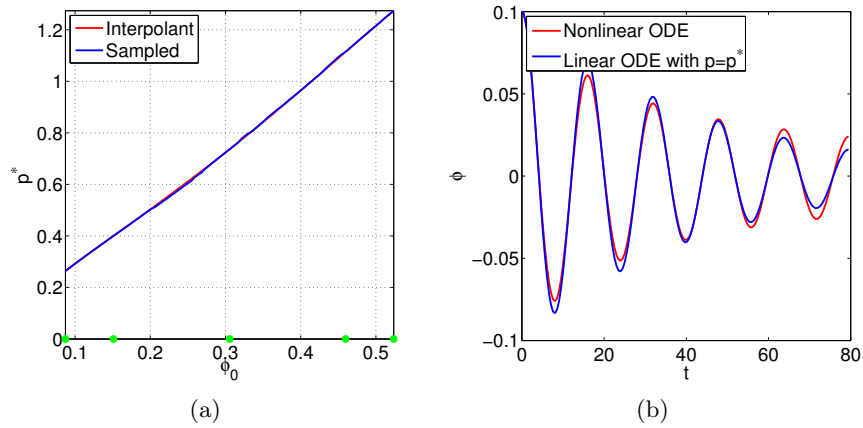 Interpolant
Sampled
1.2
1
0.8
0.6
0.4
0.2
0
p*
0.1
0.2
0.3
0.4
0.5
ϕ0
(a)
Nonlinear ODE
Linear ODE with p=p*
0.1
0.05
0
−0.05
−0.1
ϕ
0
20
40
60
80
t
(b)